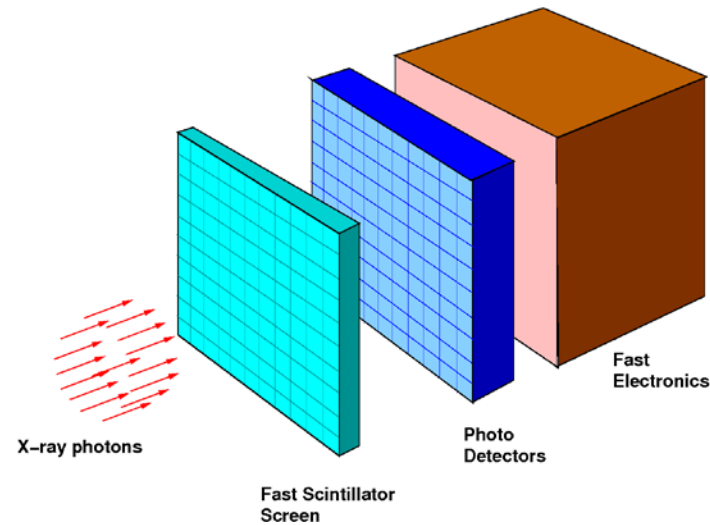 Fast
Electronics
X-ray photons
Photo
Detectors
Fast Scintillator
Screen